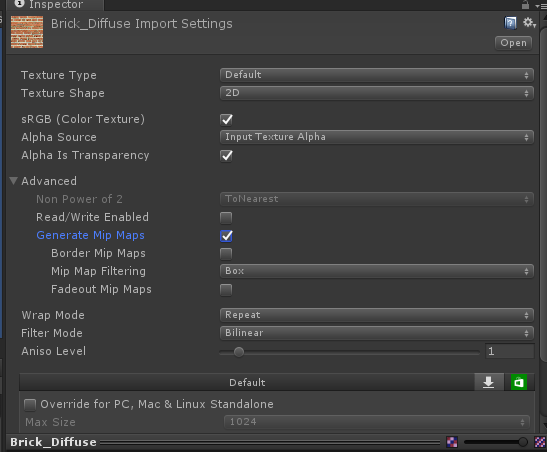 Inspector
Brick_Diffuse Import Settings
Open
Texture Type Default
Texture Shape 2D
sRGB (Color Texture)
Alpha Source Input Texture Alpha
Alpha Is Transparency
Advanced
Non Power of 2 ToNearest
Read/Write Enabled
Generate Mip Maps
Border Mip Maps
Mip Map Filtering Box
Fadeout Mip Maps
Wrap Mode Repeat
Filter Mode Bilinear
Aniso Level 1
Default
Override for PC, Mac & Linux Standalone
Max Size 1024
Brick_Diffuse